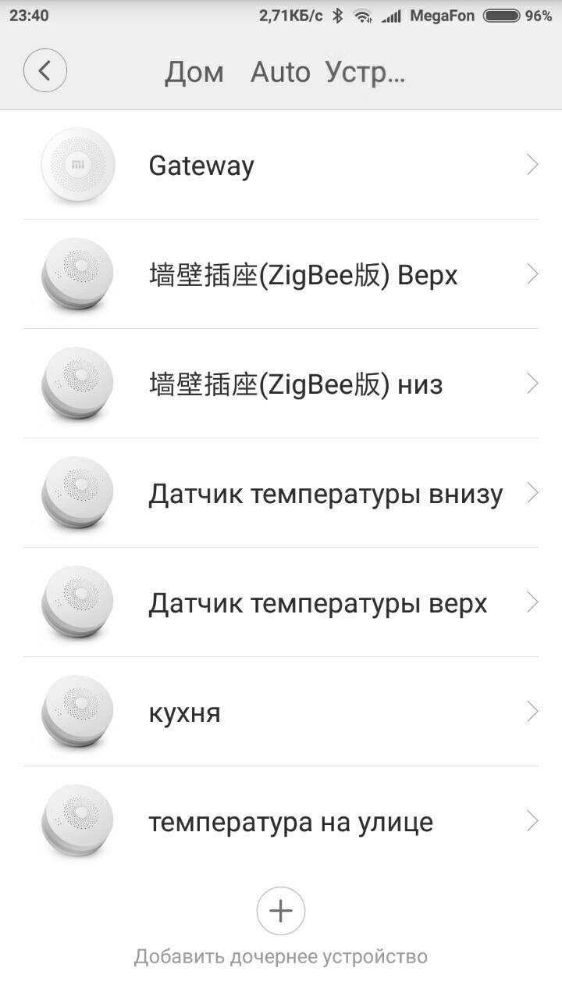 23:40 2,71КБ/с MegaFon 96%
Дом Auto Устр...
Gateway
墙壁插座(ZigBee版) Верх
墙壁插座(ZigBee版) низ
Датчик температуры внизу
Датчик температуры верх
кухня
температура на улице
Добавить дочернее устройство